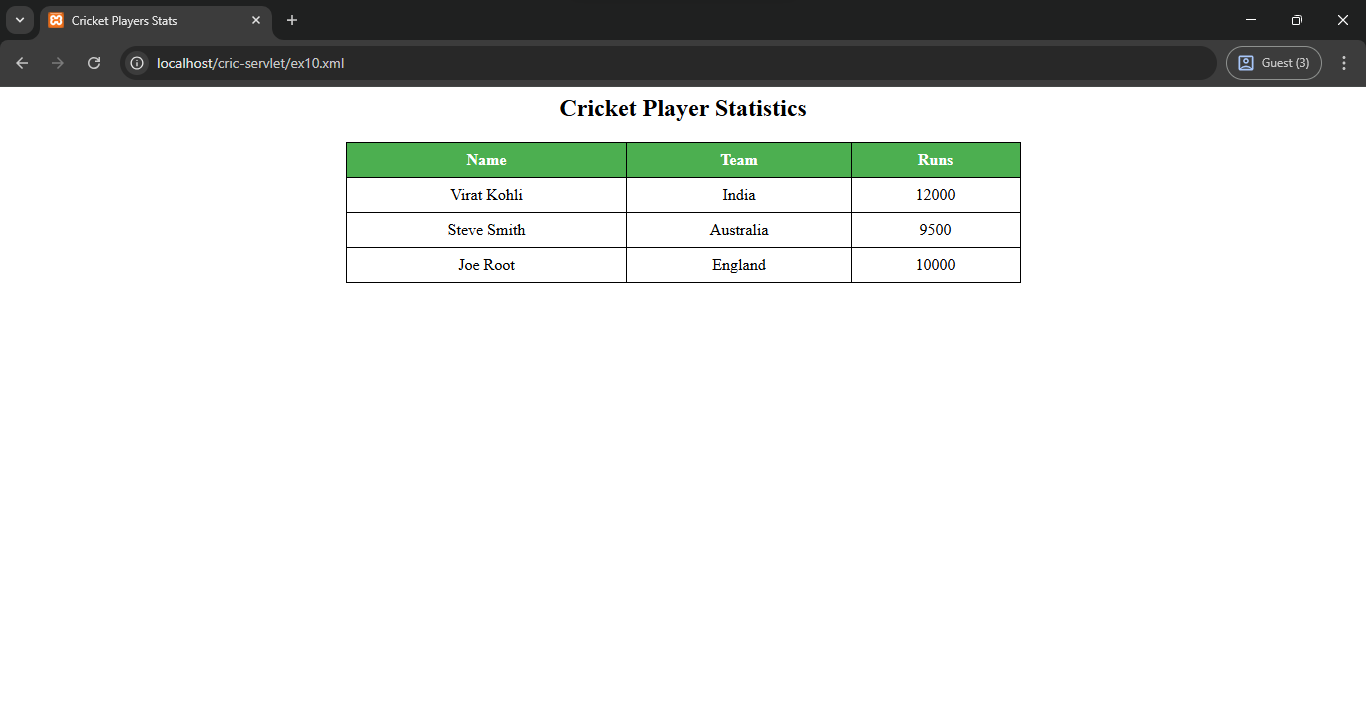 Cricket Players Stats
localhost/cric-servlet/ex10.xml
Guest (3)
Cricket Player Statistics
Name Team Runs
Virat Kohli India 12000
Steve Smith Australia 9500
Joe Root England 10000